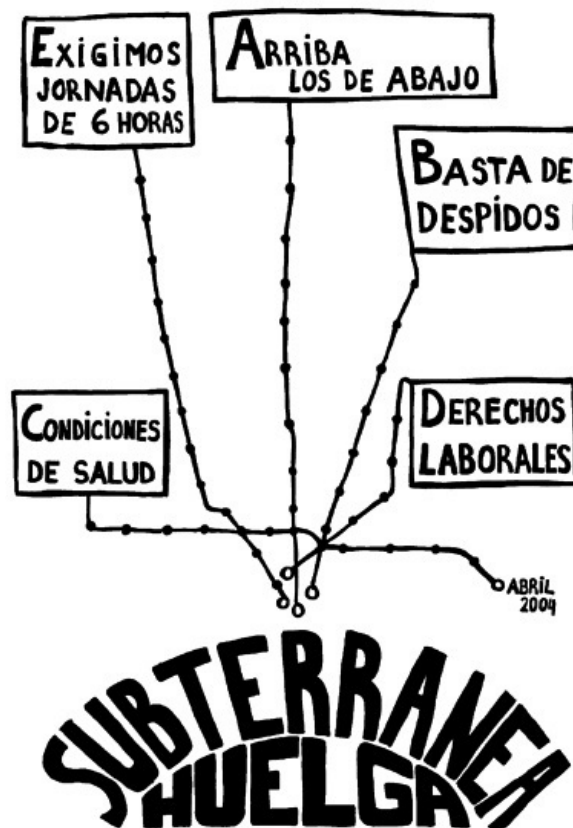 EXIGIMOS
JORNADAS
DE 6 HORAS
ARRIBA
LOS DE ABAJO
BASTA DE
DESPIDOS
CONDICIONES
DE SALUD
DERECHOS
LABORALES
ABRIL
2004
SUBTERRANEA
HUELGA